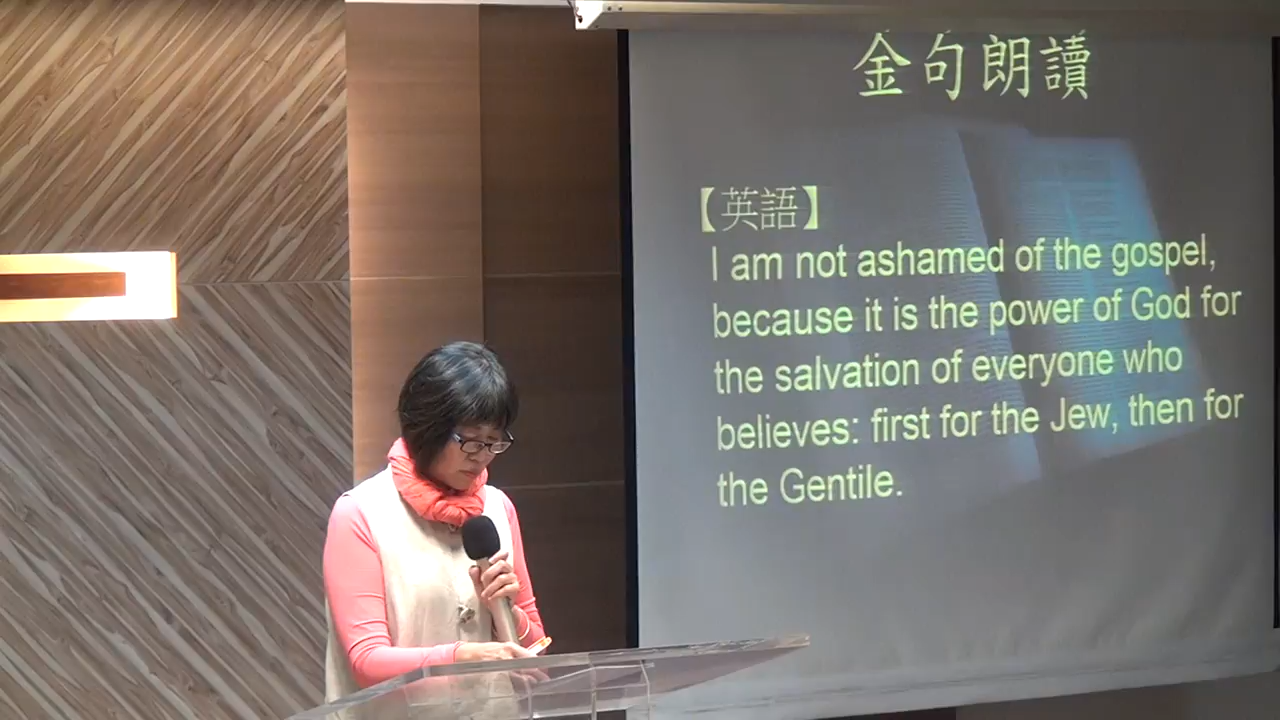 金句朗讀
【英語】
I am not ashamed of the gospel,
because it is the power of God for
the salvation of everyone who
believes: first for the Jew, then for
the Gentile.